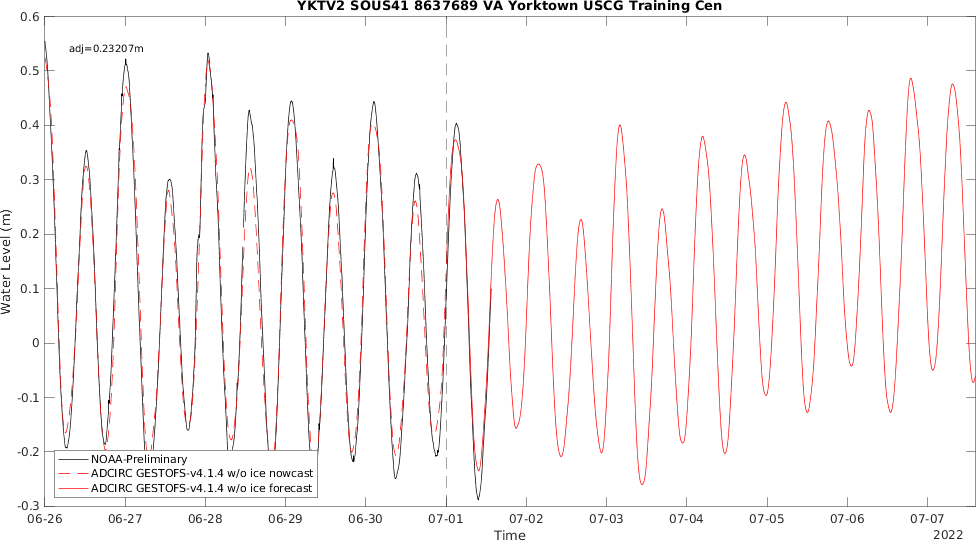 YKTV2 SOUS41 8637689 VA Yorktown USCG Training Cen
adj=0.23207m
0.6
0.5
0.4
0.3
0.2
0.1
0
-0.1
-0.2
-0.3
Water Level (m)
NOAA-Preliminary
ADCIRC GESTOFS-v4.1.4 w/o ice nowcast
ADCIRC GESTOFS-v4.1.4 w/o ice forecast
06-26 06-27 06-28 06-29 06-30 07-01 07-02 07-03 07-04 07-05 07-06 07-07
Time
2022